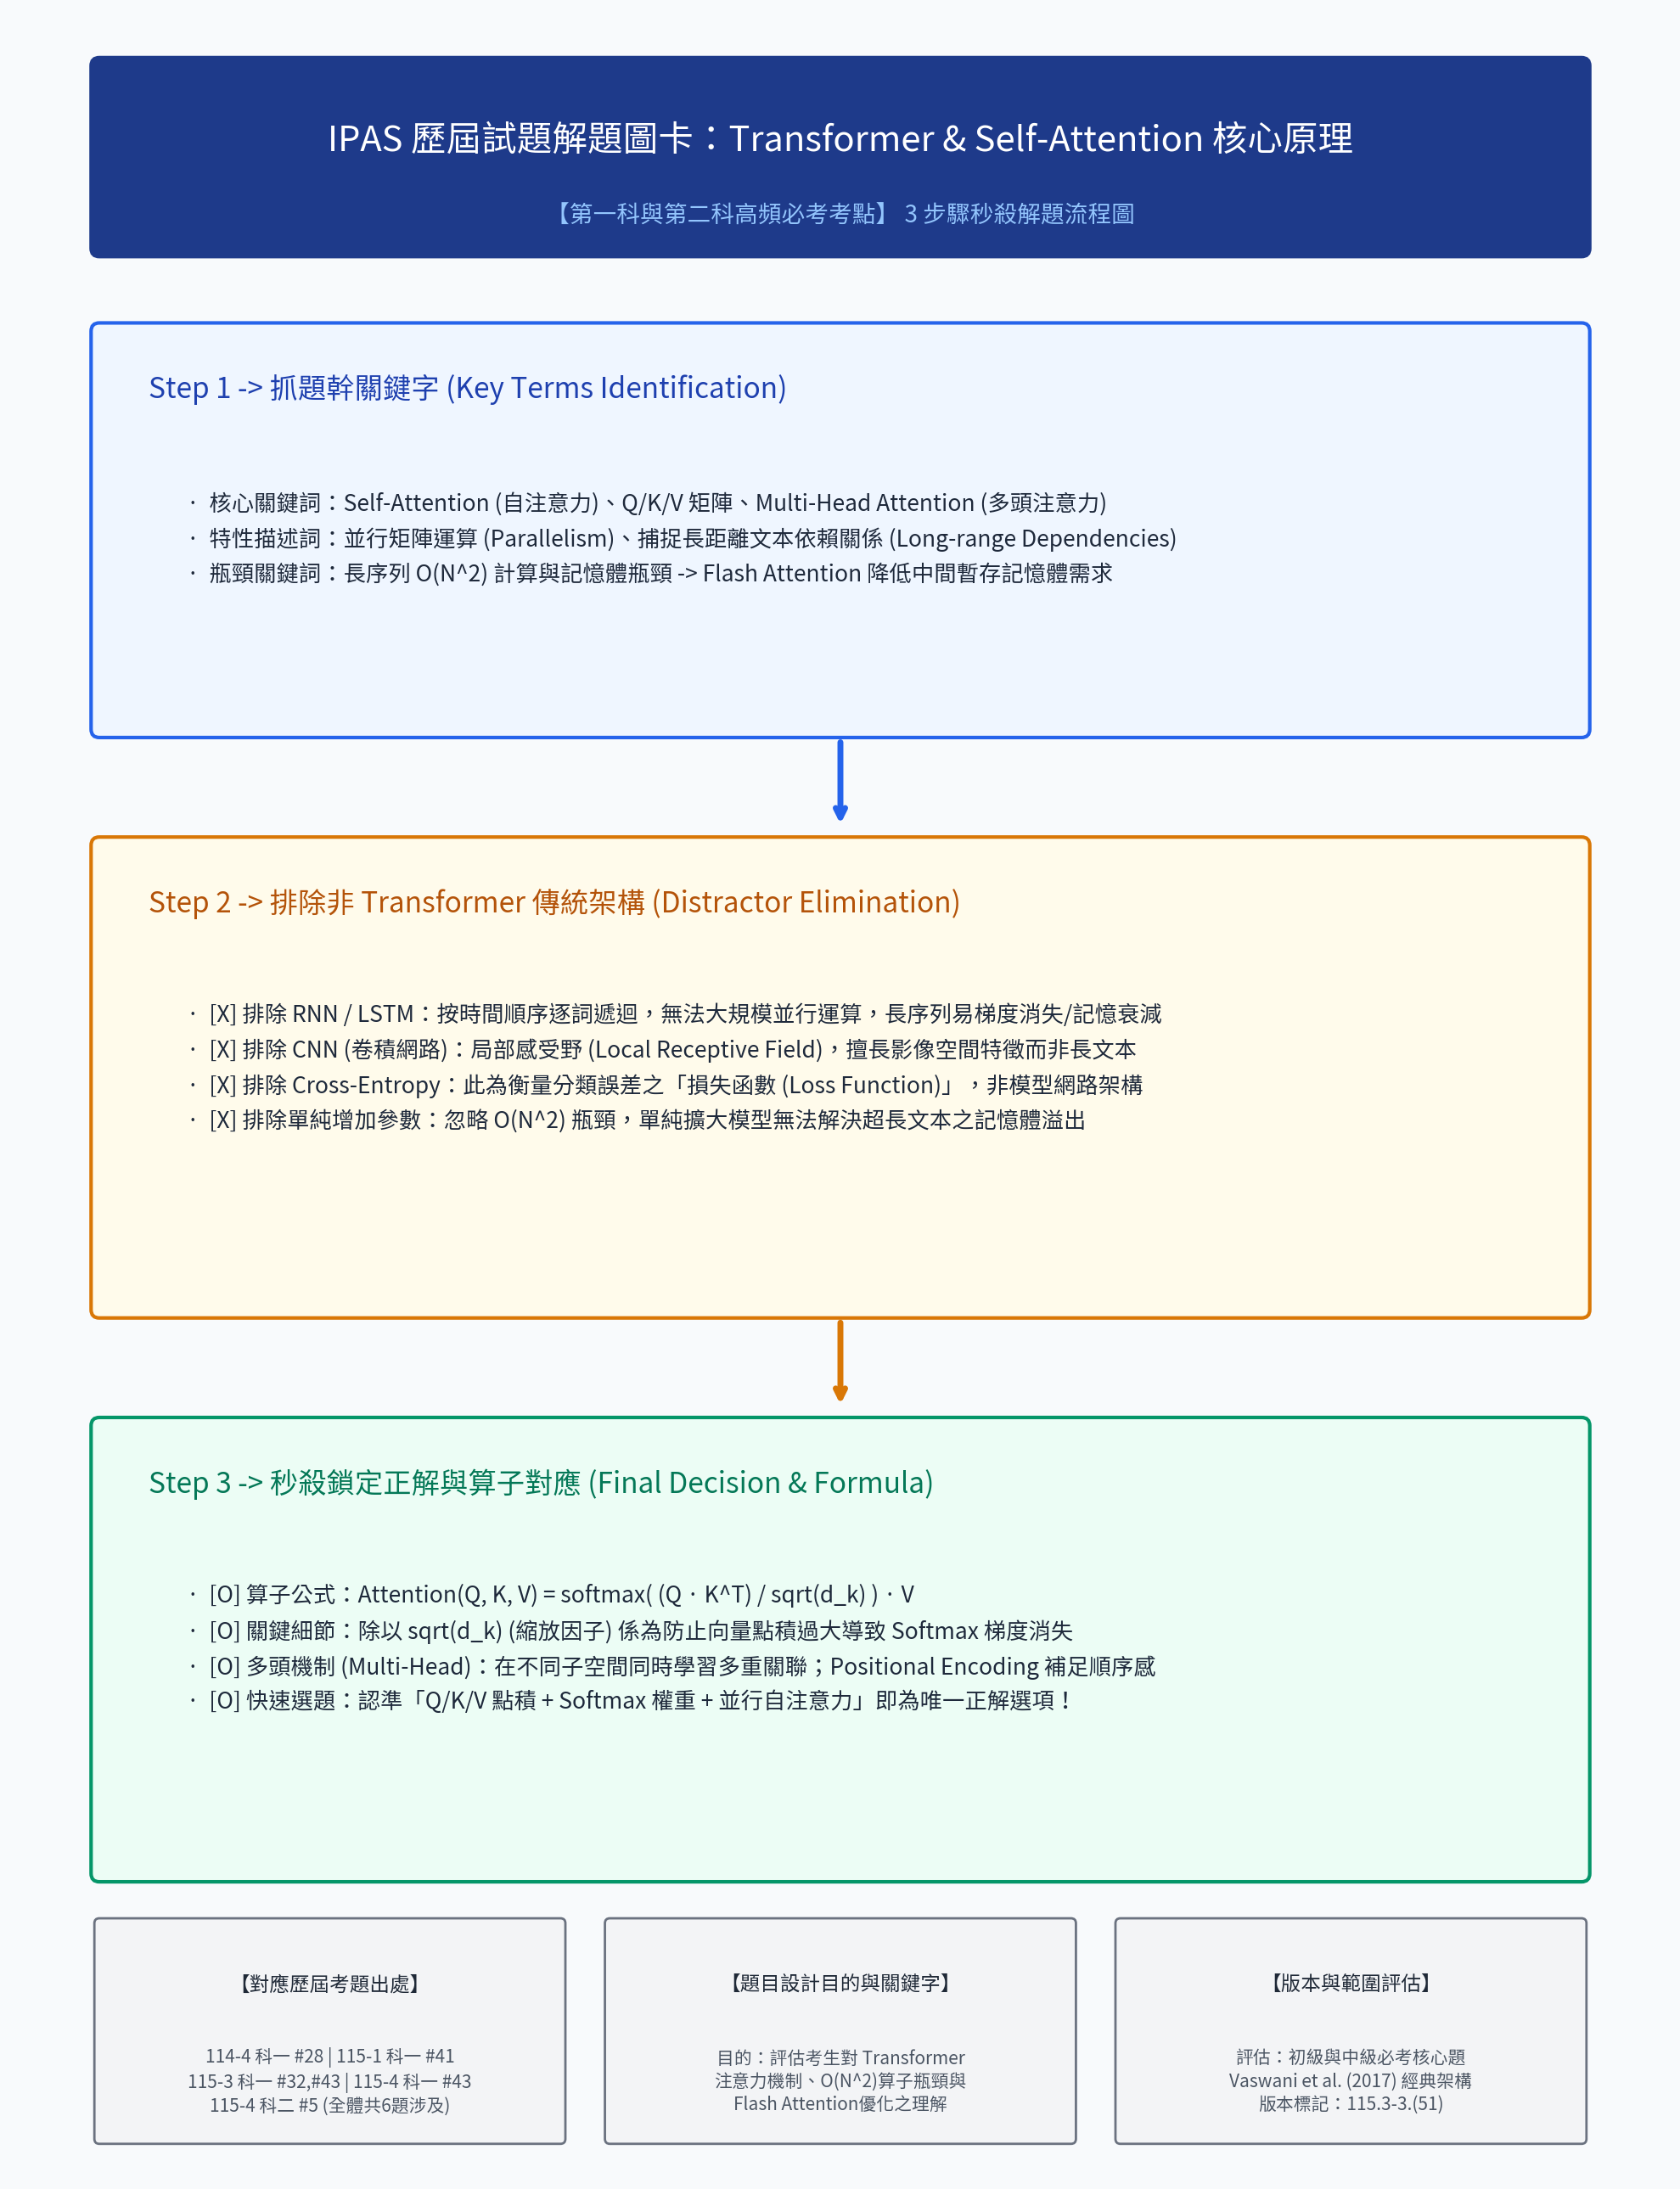 IPAS 歷屆試題解題圖卡：Transformer & Self-Attention 核心原理
【第一科與第二科高頻必考考點】 3 步驟秒殺解題流程圖
Step 1 -> 抓題幹關鍵字 (Key Terms Identification)
· 核心關鍵詞：Self-Attention (自注意力)、Q/K/V 矩陣、Multi-Head Attention (多頭注意力)
· 特性描述詞：並行矩陣運算 (Parallelism)、捕捉長距離文本依賴關係 (Long-range Dependencies)
· 瓶頸關鍵詞：長序列 O(N^2) 計算與記憶體瓶頸 -> Flash Attention 降低中間暫存記憶體需求
Step 2 -> 排除非 Transformer 傳統架構 (Distractor Elimination)
· [X] 排除 RNN / LSTM：按時間順序逐詞遞迴，無法大規模並行運算，長序列易梯度消失/記憶衰減
· [X] 排除 CNN (卷積網路)：局部感受野 (Local Receptive Field)，擅長影像空間特徵而非長文本
· [X] 排除 Cross-Entropy：此為衡量分類誤差之「損失函數 (Loss Function)」，非模型網路架構
· [X] 排除單純增加參數：忽略 O(N^2) 瓶頸，單純擴大模型無法解決超長文本之記憶體溢出
Step 3 -> 秒殺鎖定正解與算子對應 (Final Decision & Formula)
· [O] 算子公式：Attention(Q, K, V) = softmax( (Q · K^T) / sqrt(d_k) ) · V
· [O] 關鍵細節：除以 sqrt(d_k) (縮放因子) 係為防止向量點積過大導致 Softmax 梯度消失
· [O] 多頭機制 (Multi-Head)：在不同子空間同時學習多重關聯；Positional Encoding 補足順序感
· [O] 快速選題：認準「Q/K/V 點積 + Softmax 權重 + 並行自注意力」即為唯一正解選項！
【對應歷屆考題出處】
114-4 科一 #28 | 115-1 科一 #41
115-3 科一 #32,#43 | 115-4 科一 #43
115-4 科二 #5 (全體共6題涉及)
【題目設計目的與關鍵字】
目的：評估考生對 Transformer
注意力機制、O(N^2)算子瓶頸與
Flash Attention優化之理解
【版本與範圍評估】
評估：初級與中級必考核心題
Vaswani et al. (2017) 經典架構
版本標記：115.3-3.(51)